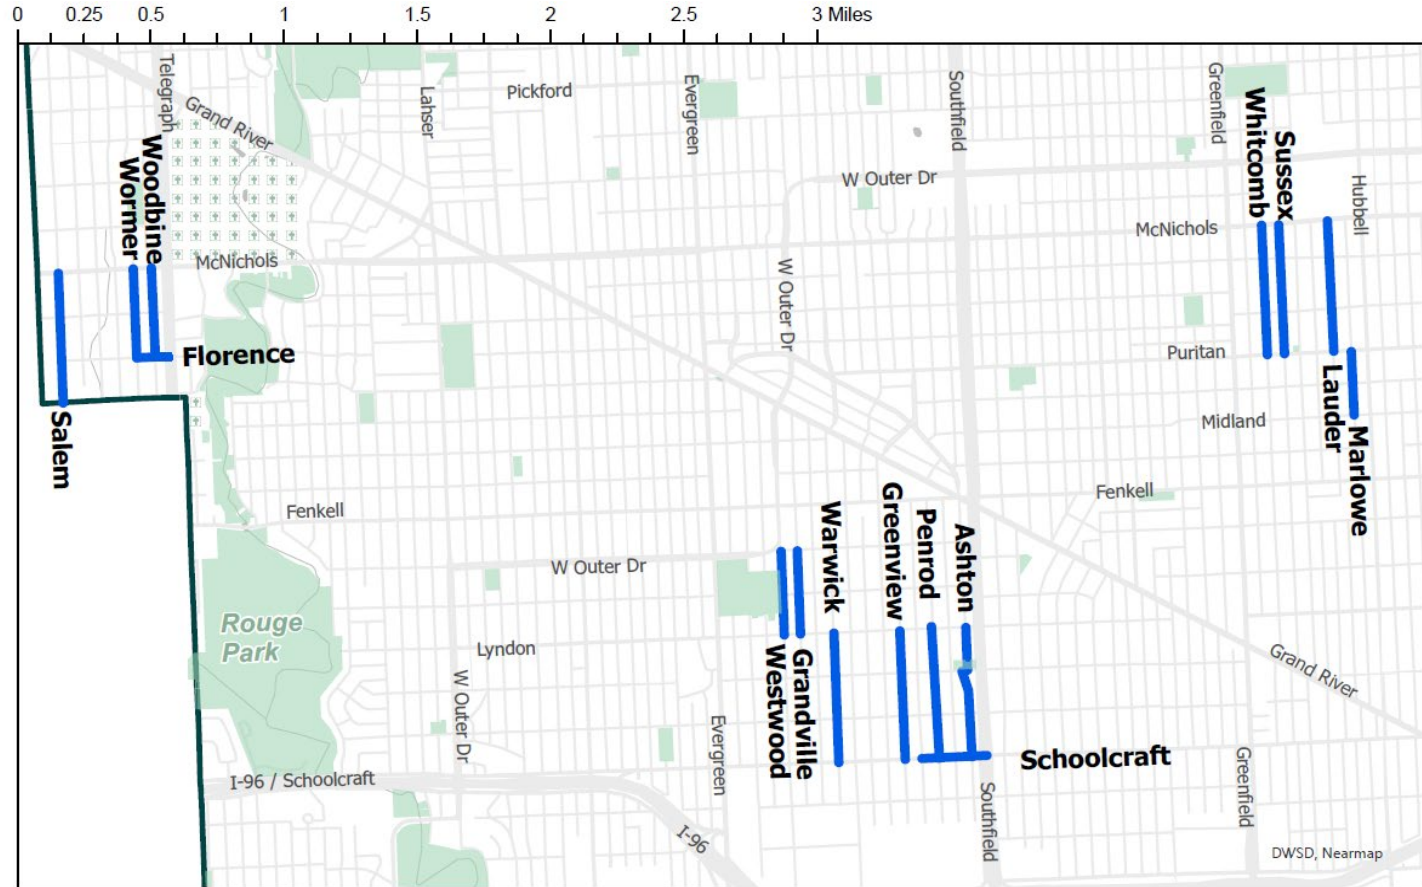 0 0.25 0.5 1 1.5 2 2.5 3 Miles
Telegraph
Grand River
Lahser
Pickford
Evergreen
Southfield
Greenfield
Whitcomb
Sussex
Hubbell
Woodbine
Wormer
W Outer Dr
McNichols
McNichols
W Outer Dr
Florence
Puritan
Lauder
Salem
Midland
Marlowe
Fenkell
Fenkell
Warwick
Greenview
Penrod
Ashton
W Outer Dr
Rouge
Park
Lyndon
Westwood
Grandville
Grand River
W Outer Dr
Evergreen
Schoolcraft
I-96 / Schoolcraft
Southfield
Greenfield
I-96
DWSD, Nearmap